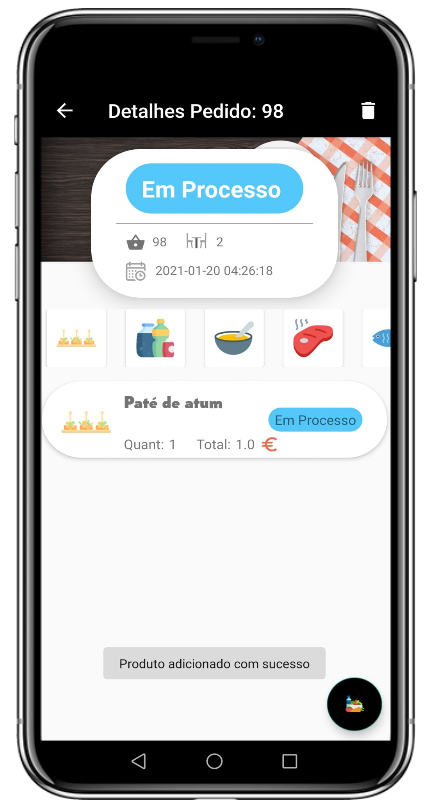 Detalhes Pedido: 98
Em Processo
98 2
2021-01-20 04:26:18
Paté de atum
Em Processo
Quant: 1 Total: 1.0 €
Produto adicionado com sucesso